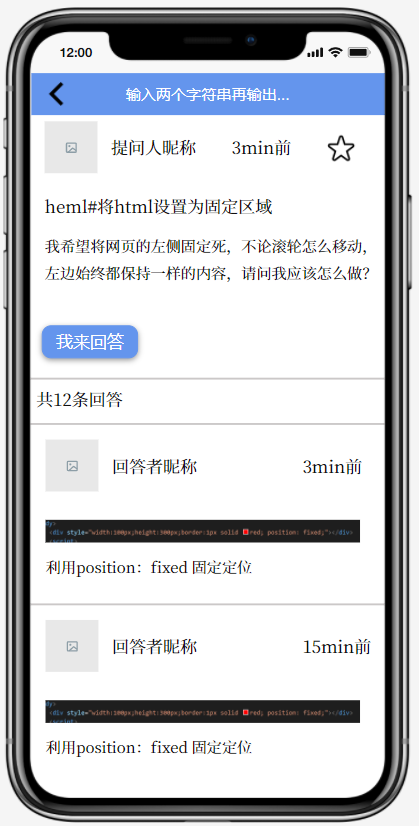 12:00
输入两个字符串再输出...
提问人昵称 3min前
heml#将html设置为固定区域
我希望将网页的左侧固定死，不论滚轮怎么移动，
左边始终都保持一样的内容，请问我应该怎么做?
我来回答
共12条回答
回答者昵称 3min前
dy>
<div style="width:300px;height:300px;border:1px solid red; position: fixed;"></div>
<script>
利用position：fixed 固定定位
回答者昵称 15min前
dy>
<div style="width:300px;height:300px;border:1px solid red; position: fixed;"></div>
<script>
利用position：fixed 固定定位